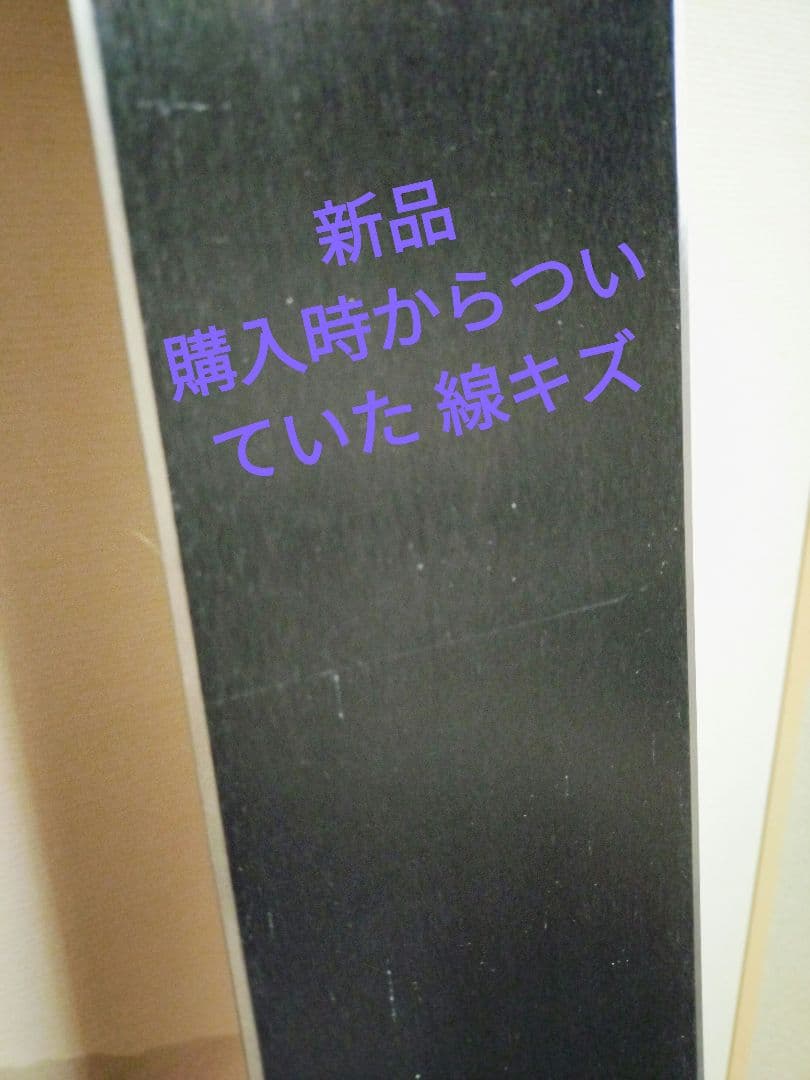 新品
購入時からつい
ていた 線キズ